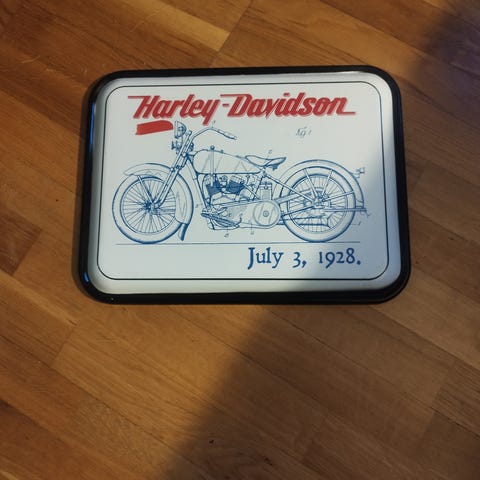 Harley-Davidson
July 3, 1928.